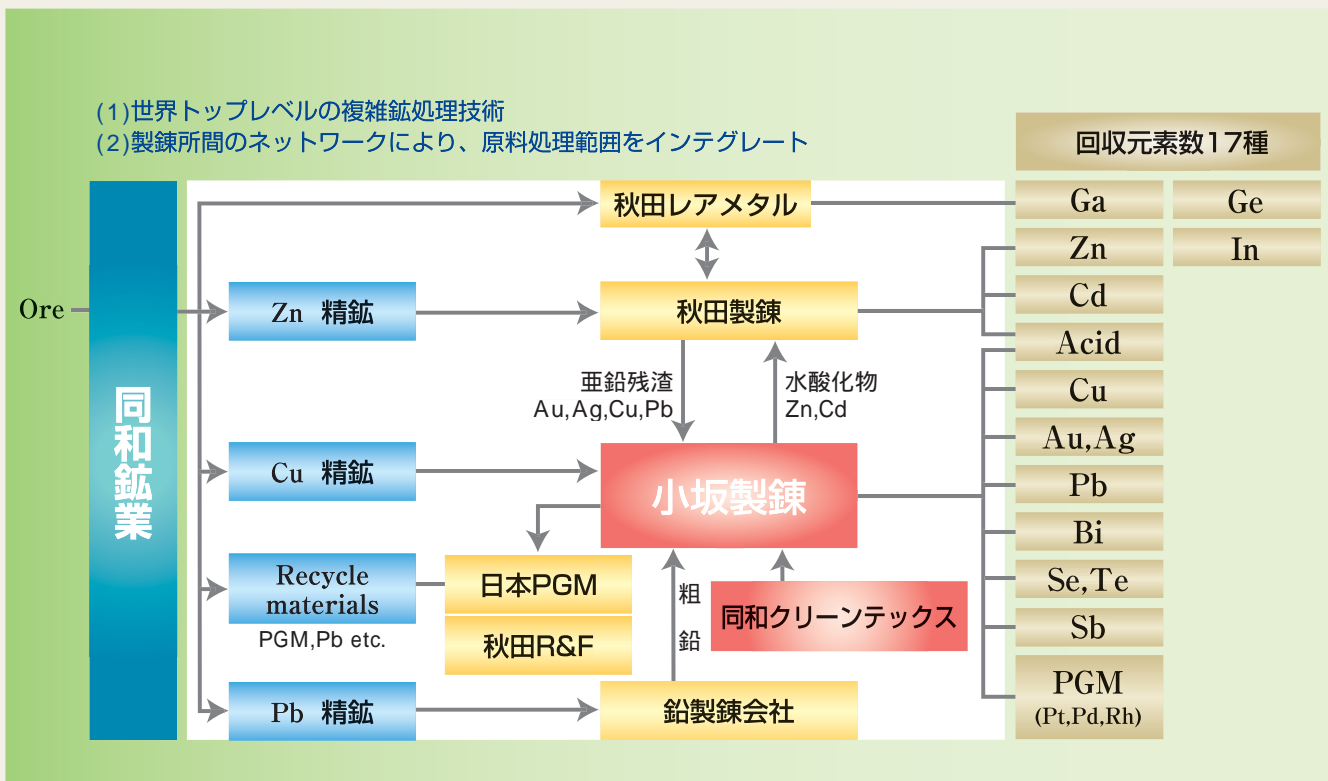 (1)世界トップレベルの複雑鉱処理技術
(2)製錬所間のネットワークにより、原料処理範囲をインテグレート
回収元素数17種
Ore
同和鉱業
Zn 精鉱
Cu 精鉱
Recycle
materials
PGM,Pb etc.
Pb 精鉱
秋田レアメタル
秋田製錬
亜鉛残渣
Au,Ag,Cu,Pb
水酸化物
Zn,Cd
小坂製錬
日本PGM
秋田R&F
粗鉛
同和クリーンテックス
鉛製錬会社
Ga
Ge
Zn
In
Cd
Acid
Cu
Au,Ag
Pb
Bi
Se,Te
Sb
PGM
(Pt,Pd,Rh)